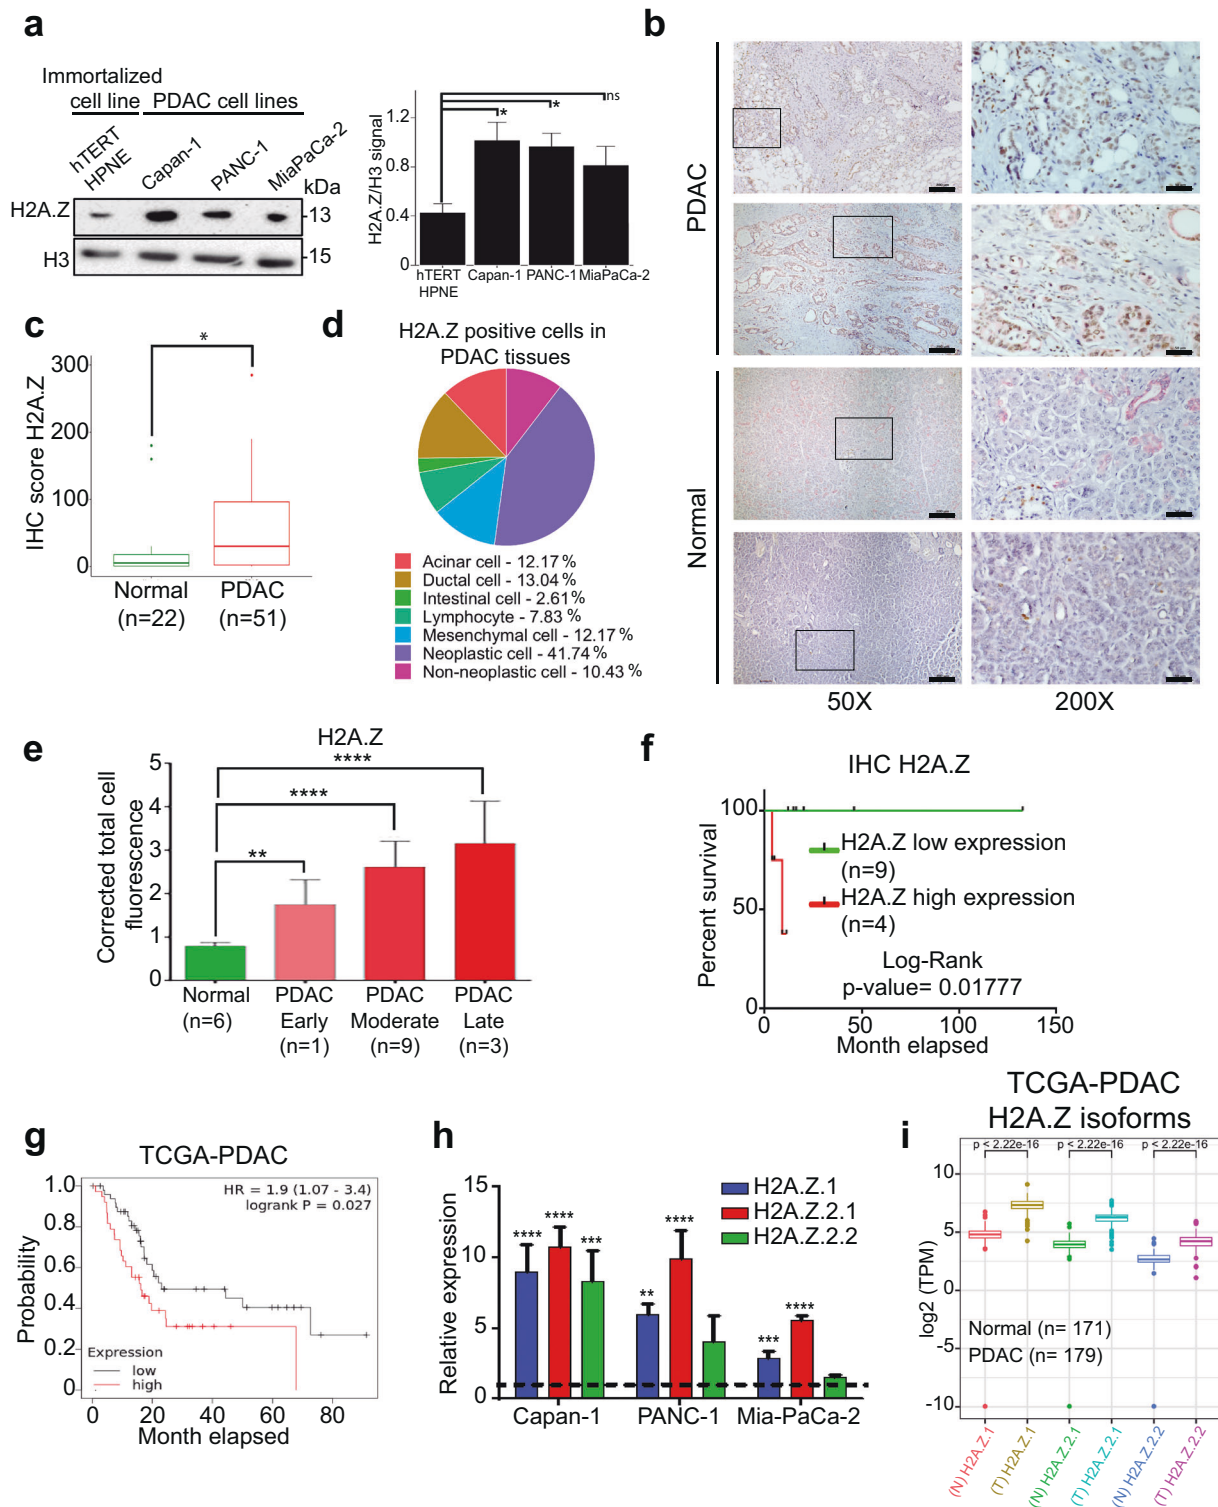 a
Immortalized
cell line
PDAC cell lines
hTERT
HPNE
Capan-1
PANC-1
MiaPaCa-2
kDa
H2A.Z
13
H3
15
H2A.Z/H3 signal
1.2
0.8
0.4
0
*
*
ns
hTERT
HPNE
Capan-1
PANC-1
MiaPaCa-2
b
PDAC
Normal
50X
200X
c
IHC score H2A.Z
300
200
100
0
*
Normal
(n=22)
PDAC
(n=51)
d
H2A.Z positive cells in
PDAC tissues
Acinar cell - 12.17 %
Ductal cell - 13.04 %
Intestinal cell - 2.61 %
Lymphocyte - 7.83 %
Mesenchymal cell - 12.17 %
Neoplastic cell - 41.74 %
Non-neoplastic cell - 10.43 %
e
H2A.Z
Corrected total cell
fluorescence
5
4
3
2
1
0
****
****
**
Normal
(n=6)
PDAC
Early
(n=1)
PDAC
Moderate
(n=9)
PDAC
Late
(n=3)
f
IHC H2A.Z
Percent survival
100
50
0
H2A.Z low expression
(n=9)
H2A.Z high expression
(n=4)
Log-Rank
p-value= 0.01777
0
50
100
150
Month elapsed
g
TCGA-PDAC
HR = 1.9 (1.07 - 3.4)
logrank P = 0.027
Probability
1.0
0.8
0.6
0.4
0.2
0
Expression
low
high
0
20
40
60
80
Month elapsed
h
Relative expression
15
10
5
0
H2A.Z.1
H2A.Z.2.1
H2A.Z.2.2
****
****
***
**
****
***
****
Capan-1
PANC-1
Mia-PaCa-2
i
TCGA-PDAC
H2A.Z isoforms
p < 2.22e-16
p < 2.22e-16
p < 2.22e-16
log2 (TPM)
10
5
0
-5
-10
Normal (n= 171)
PDAC (n= 179)
(N) H2A.Z.1
(T) H2A.Z.1
(N) H2A.Z.2.1
(T) H2A.Z.2.1
(N) H2A.Z.2.2
(T) H2A.Z.2.2